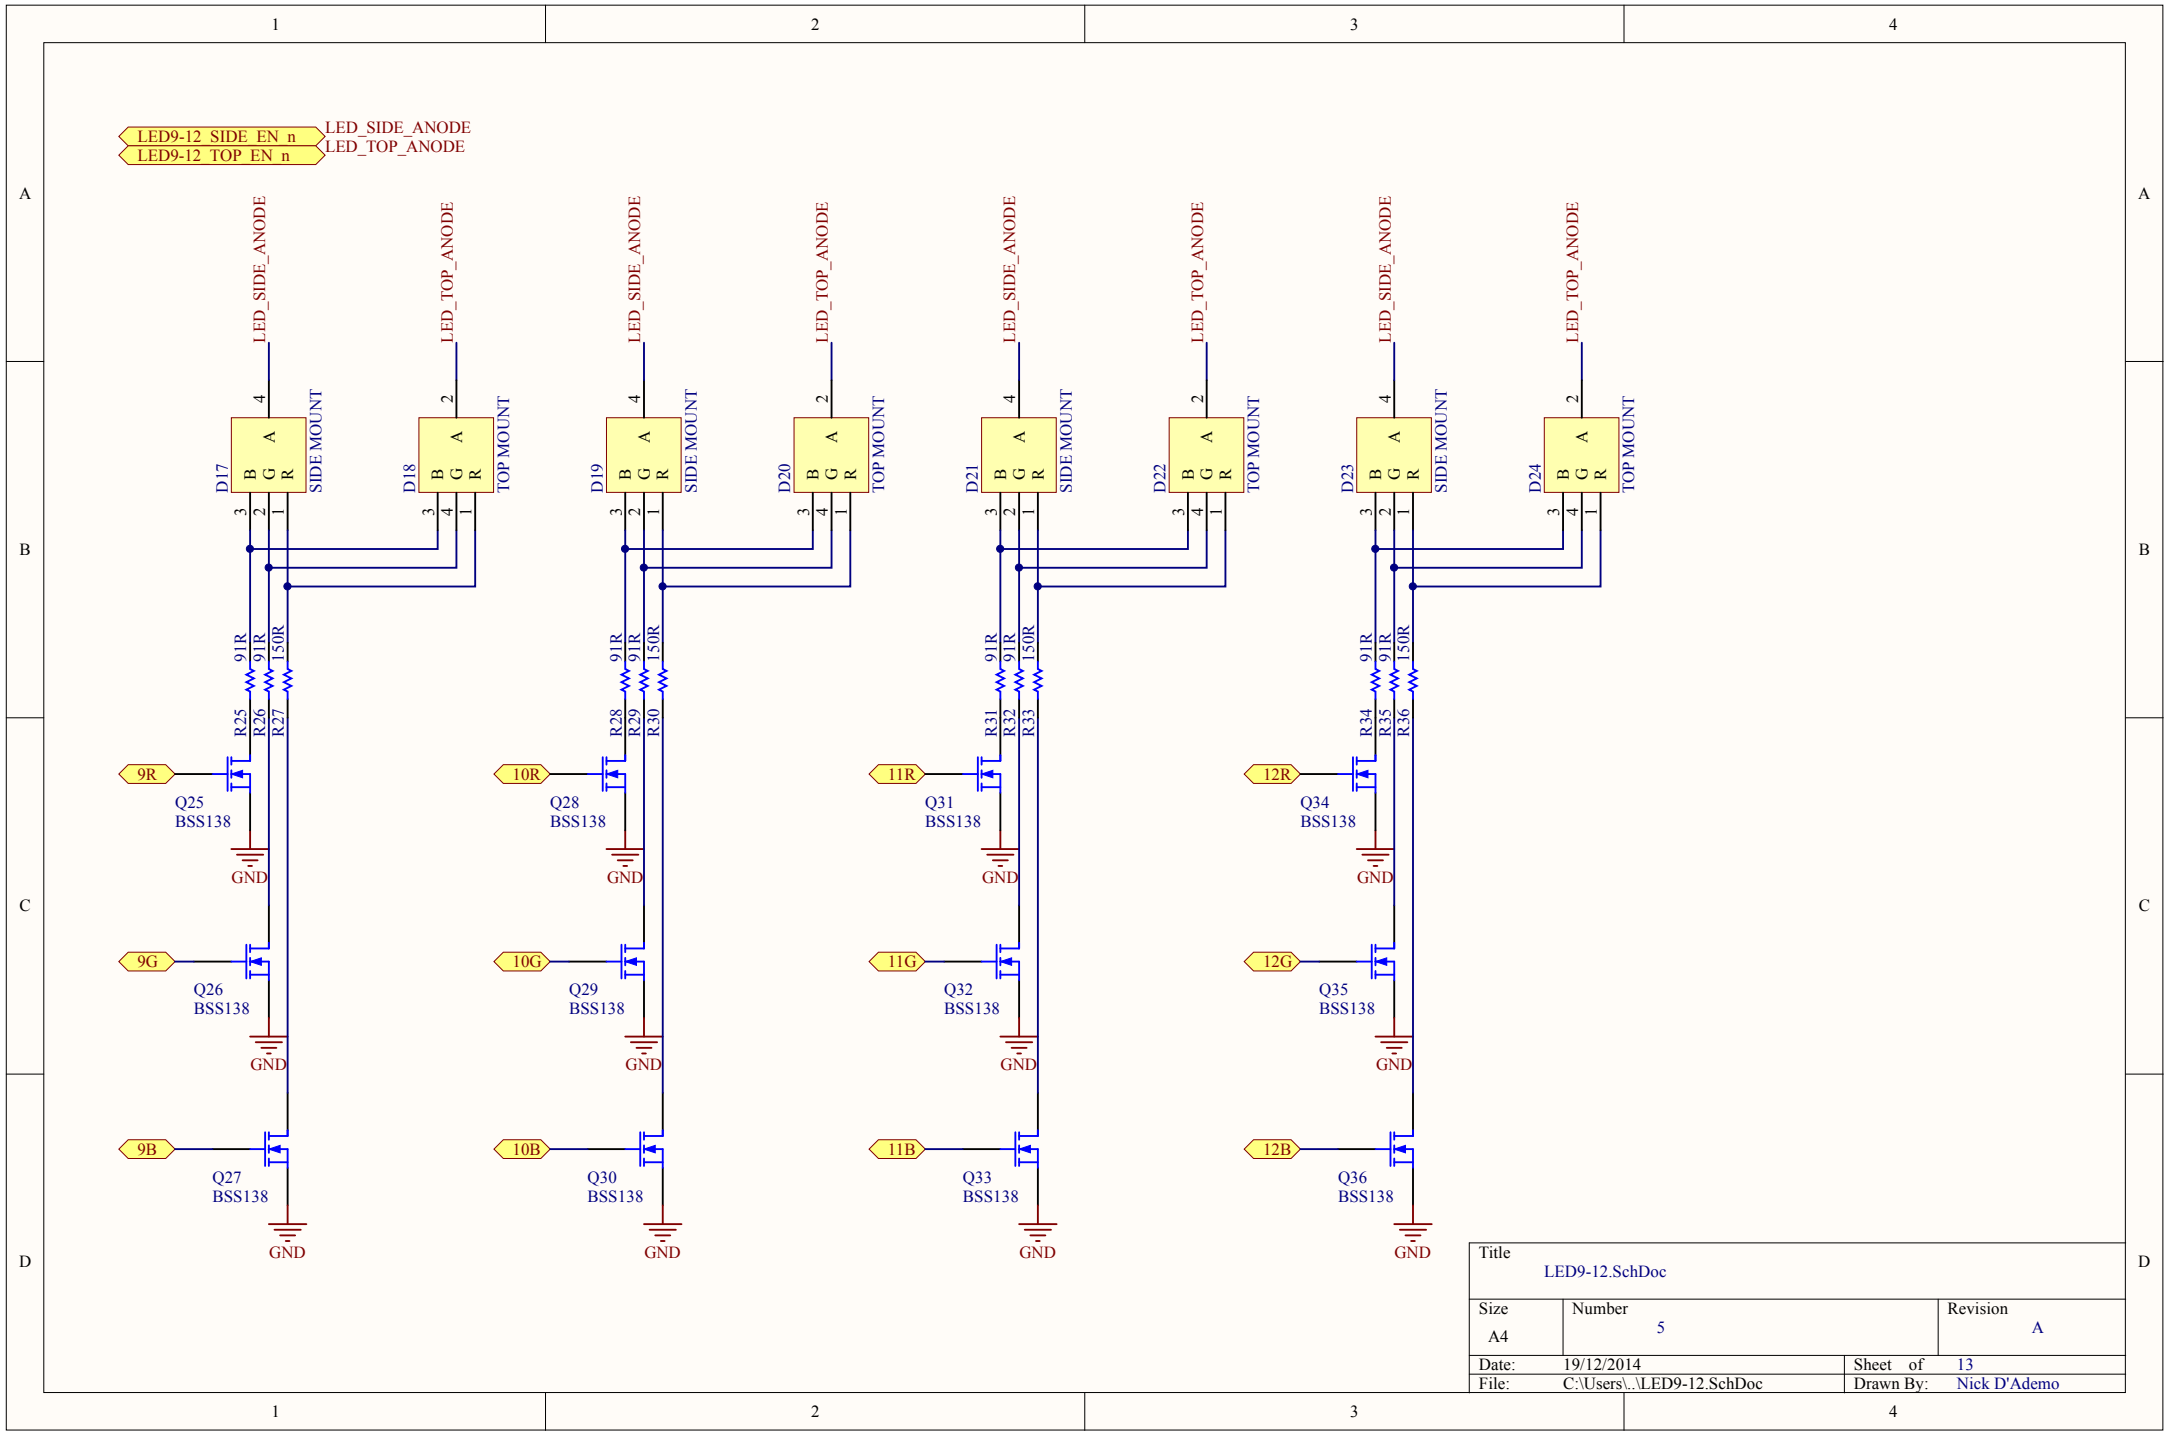 1 2 3 4
A A
B B
C C
D D
LED9-12_SIDE_EN_n LED_SIDE_ANODE
LED9-12_TOP_EN_n LED_TOP_ANODE
LED_SIDE_ANODE LED_TOP_ANODE LED_SIDE_ANODE LED_TOP_ANODE LED_SIDE_ANODE LED_TOP_ANODE LED_SIDE_ANODE LED_TOP_ANODE
4 2 4 2 4 2 4 2
A A A A A A A A
D17 B G R SIDE MOUNT
D18 B G R TOP MOUNT
D19 B G R SIDE MOUNT
D20 B G R TOP MOUNT
D21 B G R SIDE MOUNT
D22 B G R TOP MOUNT
D23 B G R SIDE MOUNT
D24 B G R TOP MOUNT
3 2 1 3 4 1 3 2 1 3 4 1 3 2 1 3 4 1 3 2 1 3 4 1
91R 91R 150R 91R 91R 150R 91R 91R 150R 91R 91R 150R
R25 R26 R27 R28 R29 R30 R31 R32 R33 R34 R35 R36
9R 10R 11R 12R
Q25 Q28 Q31 Q34
BSS138 BSS138 BSS138 BSS138
GND GND GND GND
9G 10G 11G 12G
Q26 Q29 Q32 Q35
BSS138 BSS138 BSS138 BSS138
GND GND GND GND
9B 10B 11B 12B
Q27 Q30 Q33 Q36
BSS138 BSS138 BSS138 BSS138
GND GND GND GND
Title
LED9-12.SchDoc
Size Number Revision
A4 5 A
Date: 19/12/2014 Sheet of 13
File: C:\Users\..\LED9-12.SchDoc Drawn By: Nick D'Ademo
1 2 3 4